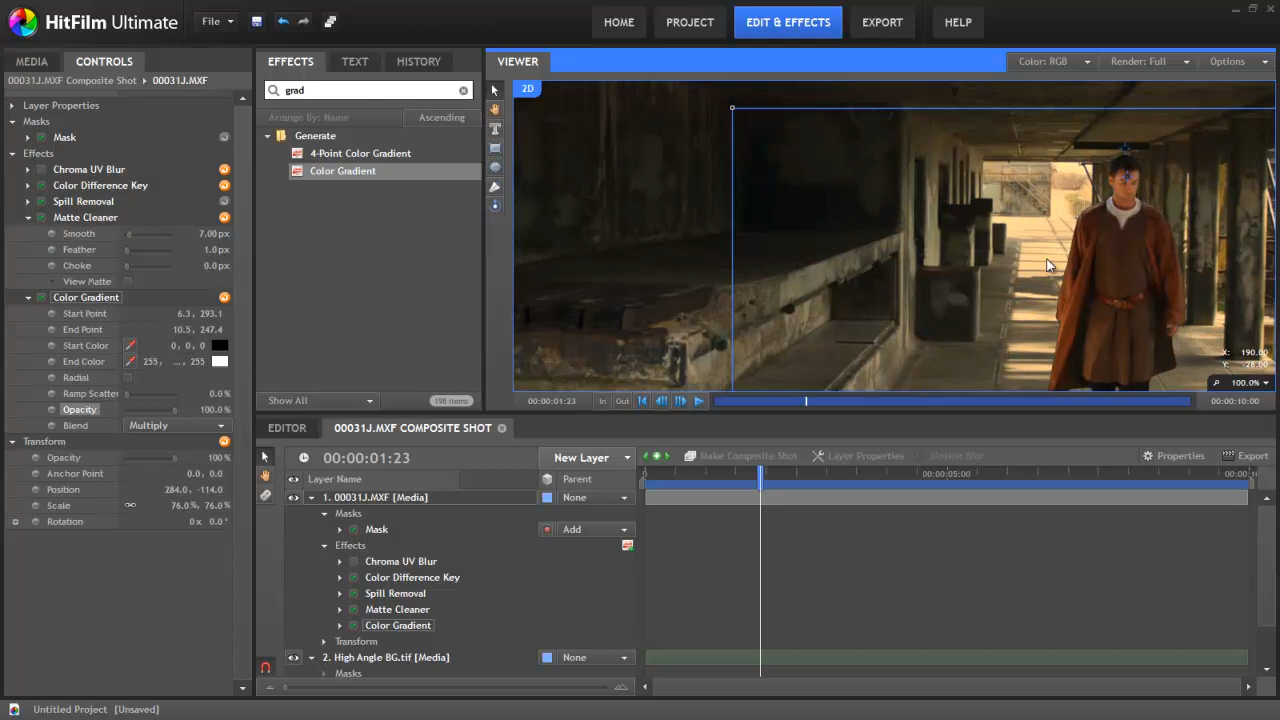 HitFilm Ultimate
File
HOME
PROJECT
EDIT & EFFECTS
EXPORT
HELP
MEDIA
CONTROLS
00031J.MXF Composite Shot
00031J.MXF
Layer Properties
Masks
Mask
Effects
Chroma UV Blur
Color Difference Key
Spill Removal
Matte Cleaner
Smooth 7.00px
Feather 1.0px
Choke 0.0px
View Matte
Color Gradient
Start Point 6.3, 293.1
End Point 10.5, 247.4
Start Color 0, 0, 0
End Color 255, ..., 255
Radial
Ramp Scatter 0.0%
Opacity 100.0%
Blend Multiply
Transform
Opacity 100%
Anchor Point 0.0, 0.0
Position 284.0, -114.0
Scale 76.0%, 76.0%
Rotation 0 x 0.0°
EFFECTS
TEXT
HISTORY
grad
Arrange By: Name
Ascending
Generate
4-Point Color Gradient
Color Gradient
Show All
198 items
VIEWER
Color: RGB
Render: Full
Options
2D
X: 190.00
Y: -28.00
100.0%
00:00:01:23
In
Out
00:00:10:00
EDITOR
00031J.MXF COMPOSITE SHOT
00:00:01:23
New Layer
Make Composite Shot
Layer Properties
Motion Blur
Properties
Export
Layer Name
Parent
0
00:00:05:00
1. 00031J.MXF [Media]
None
Masks
Mask
Add
Effects
Chroma UV Blur
Color Difference Key
Spill Removal
Matte Cleaner
Color Gradient
Transform
2. High Angle BG.tif [Media]
None
Masks
Untitled Project [Unsaved]